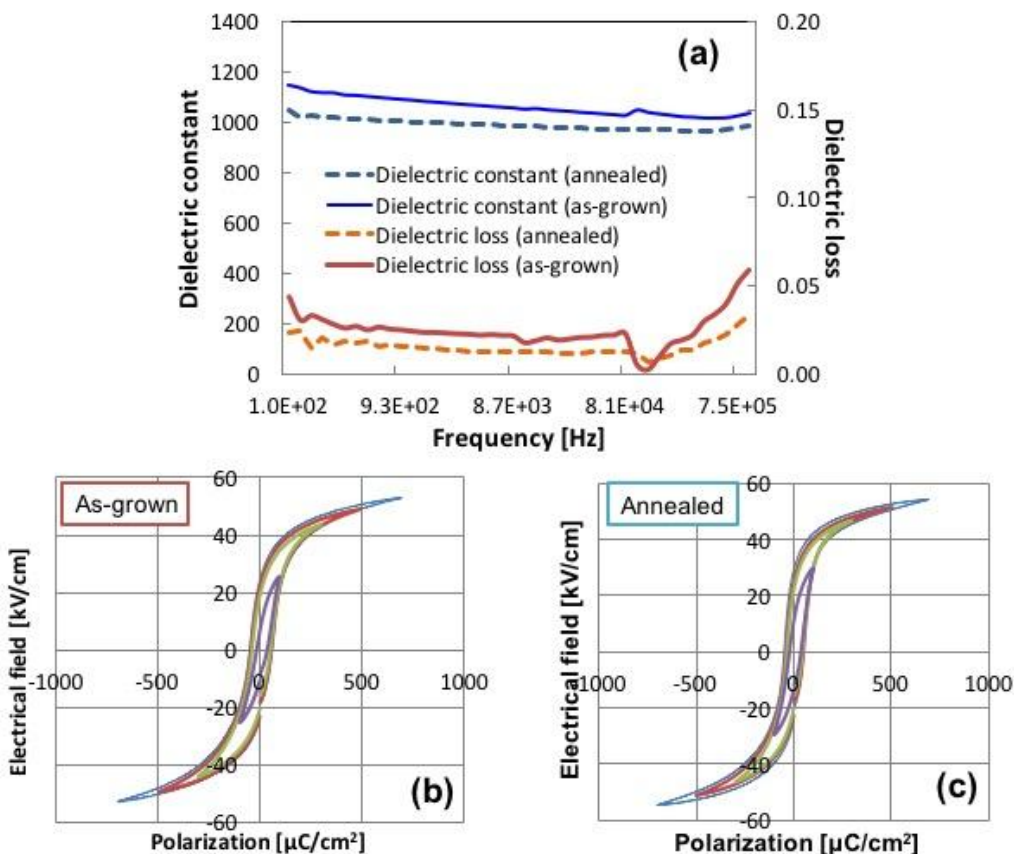 (a)
Dielectric constant
1400
1200
1000
800
600
400
200
0
0.20
0.15
0.10
0.05
0.00
Dielectric loss
Dielectric constant (annealed)
Dielectric constant (as-grown)
Dielectric loss (annealed)
Dielectric loss (as-grown)
1.0E+02 9.3E+02 8.7E+03 8.1E+04 7.5E+05
Frequency [Hz]
As-grown
Electrical field [kV/cm]
60
40
20
0
-20
-40
-60
-1000 -500 0 500 1000
(b)
Polarization [µC/cm²]
Annealed
Electrical field [kV/cm]
60
40
20
0
-20
-40
-60
-1000 -500 0 500 1000
(c)
Polarization [µC/cm²]